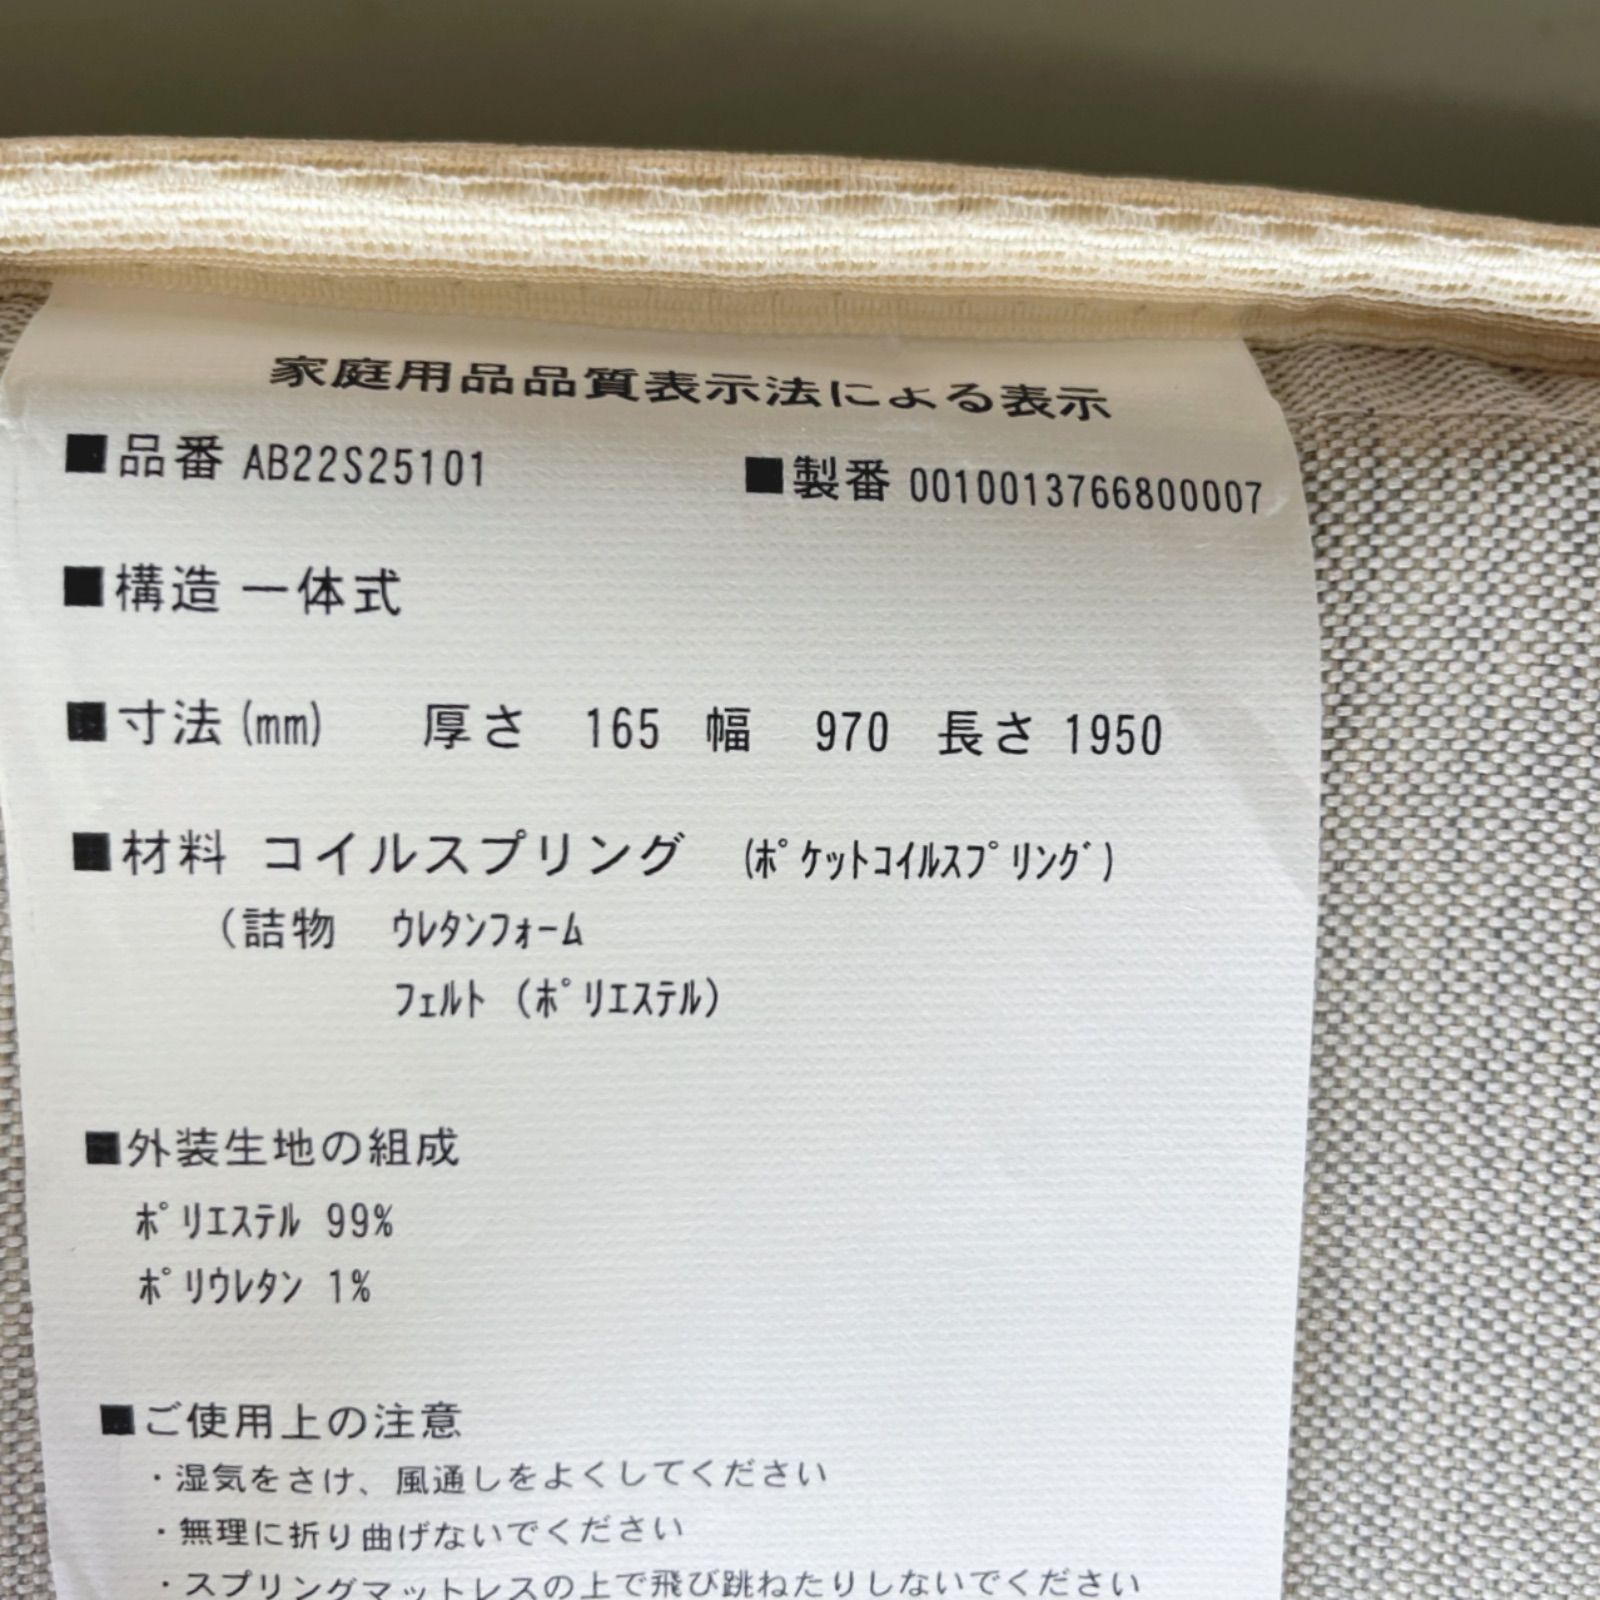 家庭用品品質表示法による表示
■品番 AB22S25101 ■製番 0010013766800007
■構造 一体式
■寸法(mm) 厚さ 165 幅 970 長さ 1950
■材料 コイルスプリング (ﾎﾟｹｯﾄｺｲﾙｽﾌﾟﾘﾝｸﾞ)
(詰物 ｳﾚﾀﾝﾌｫｰﾑ
ﾌｪﾙﾄ (ﾎﾟﾘｴｽﾃﾙ)
■外装生地の組成
ﾎﾟﾘｴｽﾃﾙ 99%
ﾎﾟﾘｳﾚﾀﾝ 1%
■ご使用上の注意
・湿気をさけ、風通しをよくしてください
・無理に折り曲げないでください
・スプリングマットレスの上で飛び跳ねたりしないでください